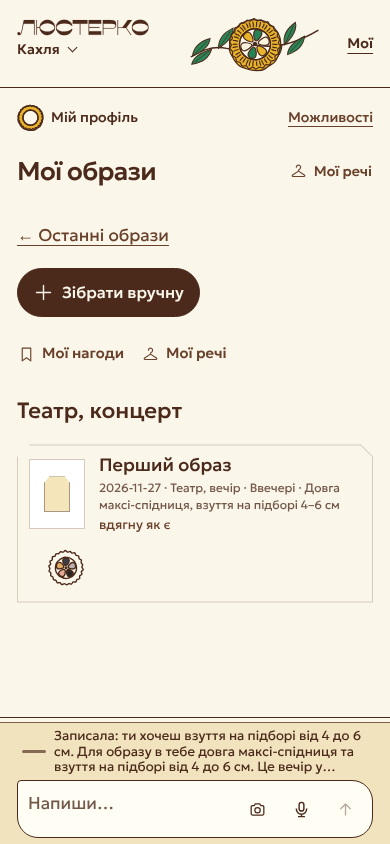 ЛЮСТЕРКО
Кахля
Мої
Мій профіль
Можливості
Мої образи
Мої речі
← Останні образи
Зібрати вручну
Мої нагоди
Мої речі
Театр, концерт
Перший образ
2026-11-27 · Театр, вечір · Ввечері · Довга
максі-спідниця, взуття на підборі 4–6 см
вдягну як є
Записала: ти хочеш взуття на підборі від 4 до 6
см. Для образу в тебе довга максі-спідниця та
взуття на підборі від 4 до 6 см. Це вечір у…
Напиши…